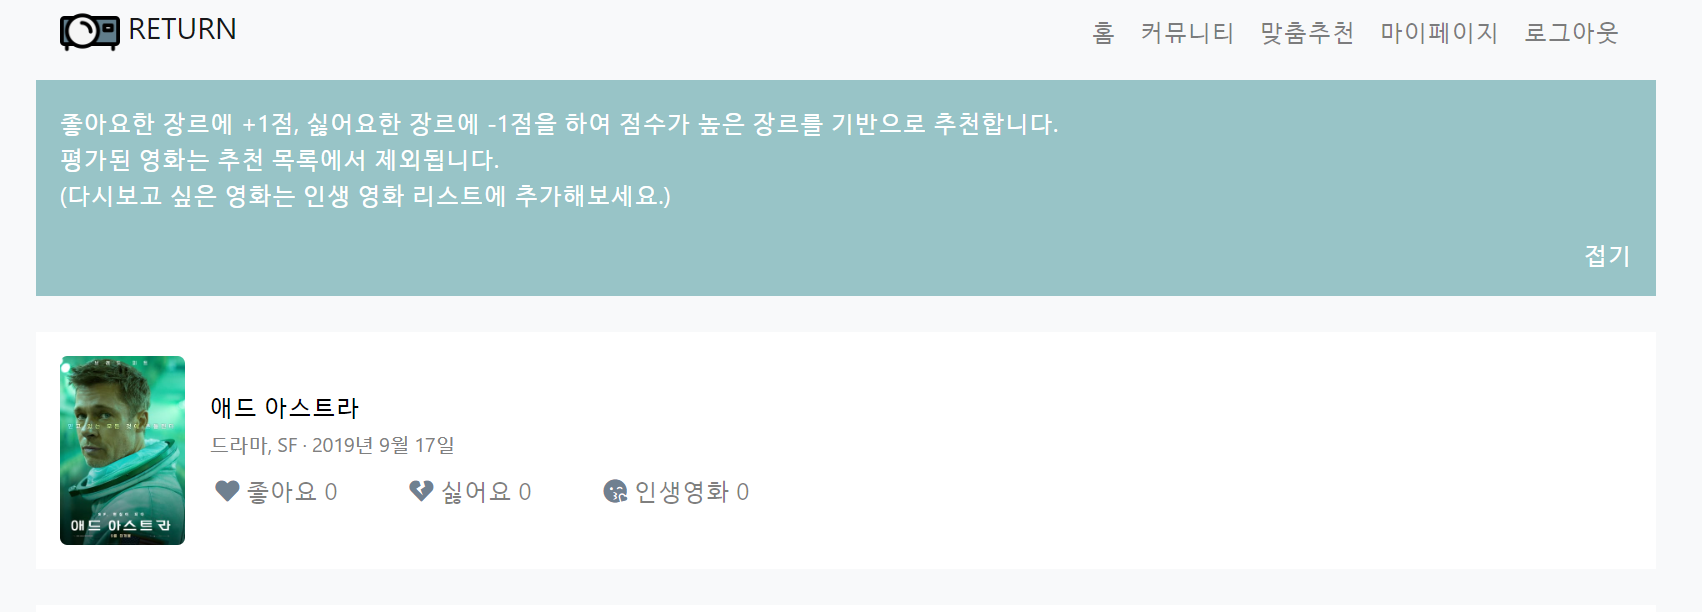 RETURN
홈 커뮤니티 맞춤추천 마이페이지 로그아웃
좋아요한 장르에 +1점, 싫어요한 장르에 -1점을 하여 점수가 높은 장르를 기반으로 추천합니다.
평가된 영화는 추천 목록에서 제외됩니다.
(다시보고 싶은 영화는 인생 영화 리스트에 추가해보세요.)
접기
애드 아스트라
애드 아스트라
드라마, SF · 2019년 9월 17일
좋아요 0 싫어요 0 인생영화 0